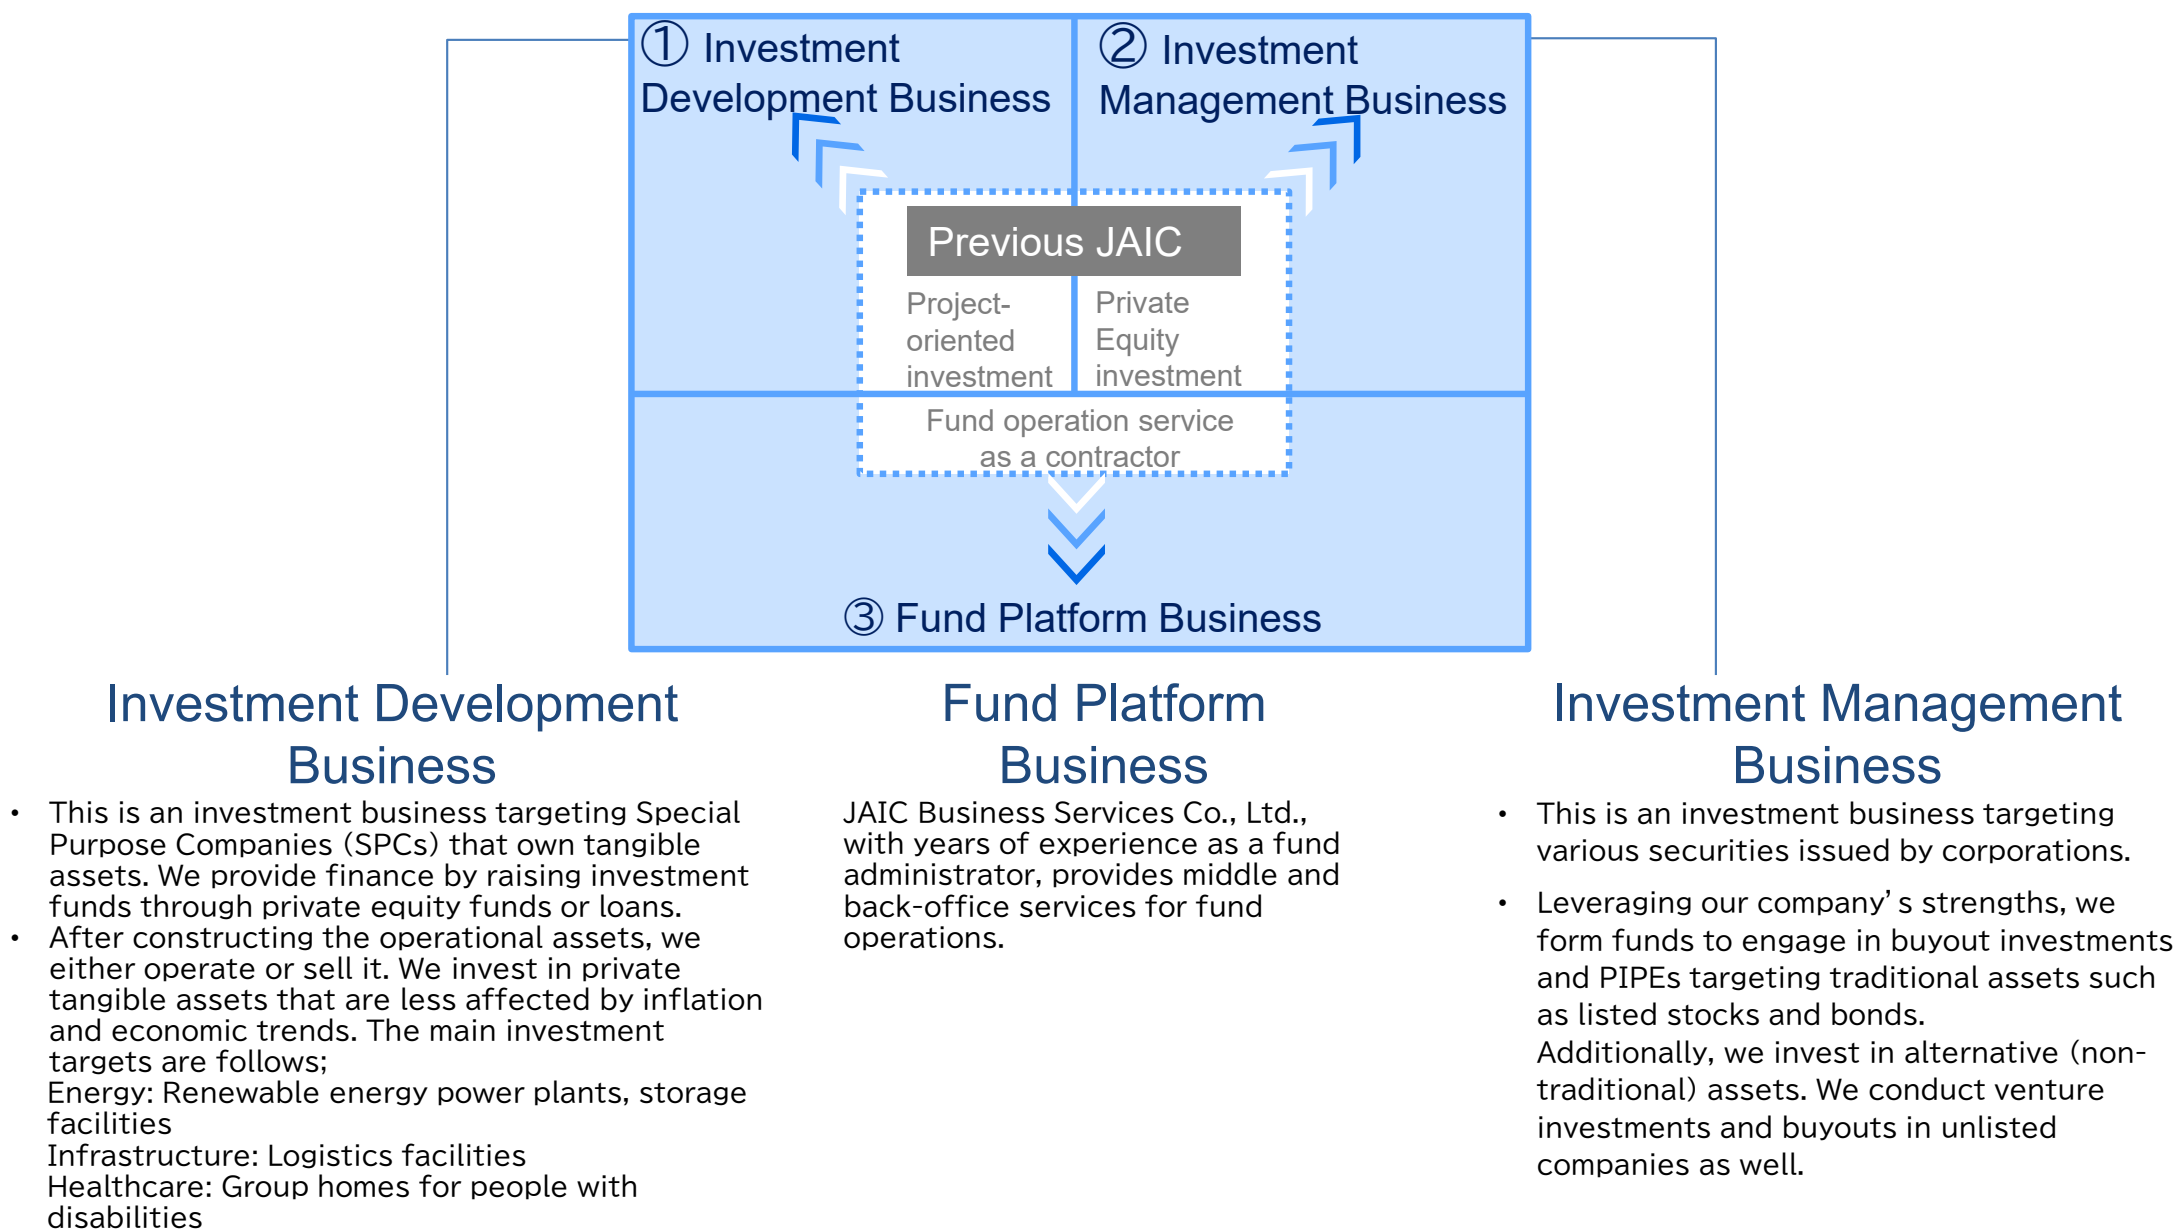 ① Investment
Development Business
② Investment
Management Business
Previous JAIC
Project-
oriented
investment
Private
Equity
investment
Fund operation service
as a contractor
③ Fund Platform Business
Investment Development
Business
• This is an investment business targeting Special
Purpose Companies (SPCs) that own tangible
assets. We provide finance by raising investment
funds through private equity funds or loans.
• After constructing the operational assets, we
either operate or sell it. We invest in private
tangible assets that are less affected by inflation
and economic trends. The main investment
targets are follows;
Energy: Renewable energy power plants, storage
facilities
Infrastructure: Logistics facilities
Healthcare: Group homes for people with
disabilities
Fund Platform
Business
JAIC Business Services Co., Ltd.,
with years of experience as a fund
administrator, provides middle and
back-office services for fund
operations.
Investment Management
Business
• This is an investment business targeting
various securities issued by corporations.
• Leveraging our company’s strengths, we
form funds to engage in buyout investments
and PIPEs targeting traditional assets such
as listed stocks and bonds.
Additionally, we invest in alternative (non-
traditional) assets. We conduct venture
investments and buyouts in unlisted
companies as well.